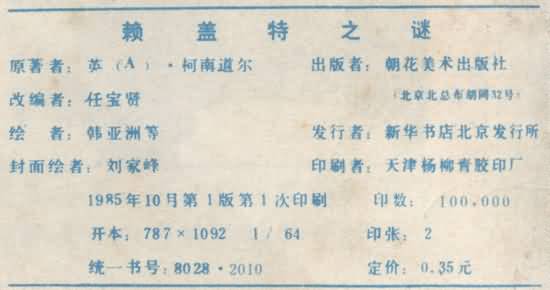 赖盖特之谜
原著者：英（A）·柯南道尔 出版者：朝花美术出版社
改编者：任宝贤 （北京北总布胡同32号）
绘者：韩亚洲等 发行者：新华书店北京发行所
封面绘者：刘家峰 印刷者：天津杨柳青胶印厂
1985年10月第1版第1次印刷 印数：100,000
开本：787×1092 1/64 印张：2
统一书号：8028·2010 定价：0.35元